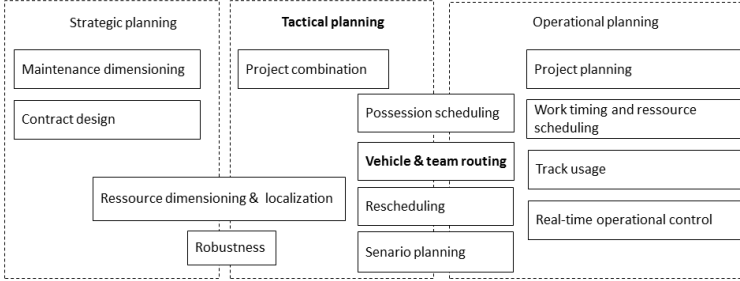 Strategic planning
Maintenance dimensioning
Contract design
Tactical planning
Project combination
Ressource dimensioning & localization
Robustness
Possession scheduling
Vehicle & team routing
Rescheduling
Senario planning
Operational planning
Project planning
Work timing and ressource
scheduling
Track usage
Real-time operational control